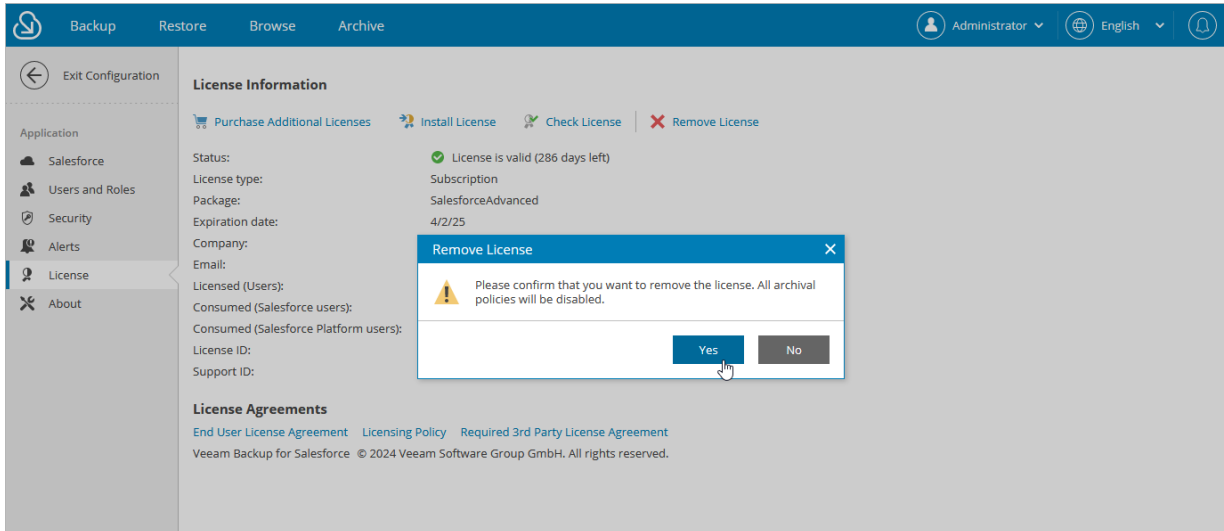 Backup Restore Browse Archive Administrator English
Exit Configuration
Application
Salesforce
Users and Roles
Security
Alerts
License
About
License Information
Purchase Additional Licenses Install License Check License Remove License
Status: License is valid (286 days left)
License type: Subscription
Package: SalesforceAdvanced
Expiration date: 4/2/25
Company:
Email:
Licensed (Users):
Consumed (Salesforce users):
Consumed (Salesforce Platform users):
License ID:
Support ID:
Remove License
Please confirm that you want to remove the license. All archival
policies will be disabled.
Yes No
License Agreements
End User License Agreement Licensing Policy Required 3rd Party License Agreement
Veeam Backup for Salesforce © 2024 Veeam Software Group GmbH. All rights reserved.